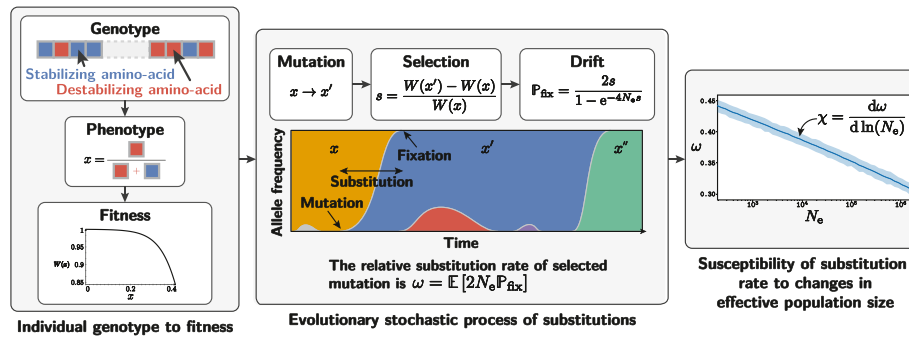 Genotype
Stabilizing amino-acid
Destabilizing amino-acid
Phenotype
x =
+
Fitness
1
0.95
0.9
0.85
W(x)
0
0.2
0.4
x
Individual genotype to fitness
Mutation
x → x′
Selection
s = W(x′) − W(x) / W(x)
Drift
ℙfix = 2s / 1 − e−4Nes
Allele frequency
x
x′
x″
Fixation
Substitution
Mutation
Time
The relative substitution rate of selected
mutation is ω = 𝔼 [2NeℙFix]
Evolutionary stochastic process of substitutions
0.45
0.40
0.35
0.30
ω
χ = dω / d ln(Ne)
10³
10⁴
10⁵
10⁶
Ne
Susceptibility of substitution
rate to changes in
effective population size